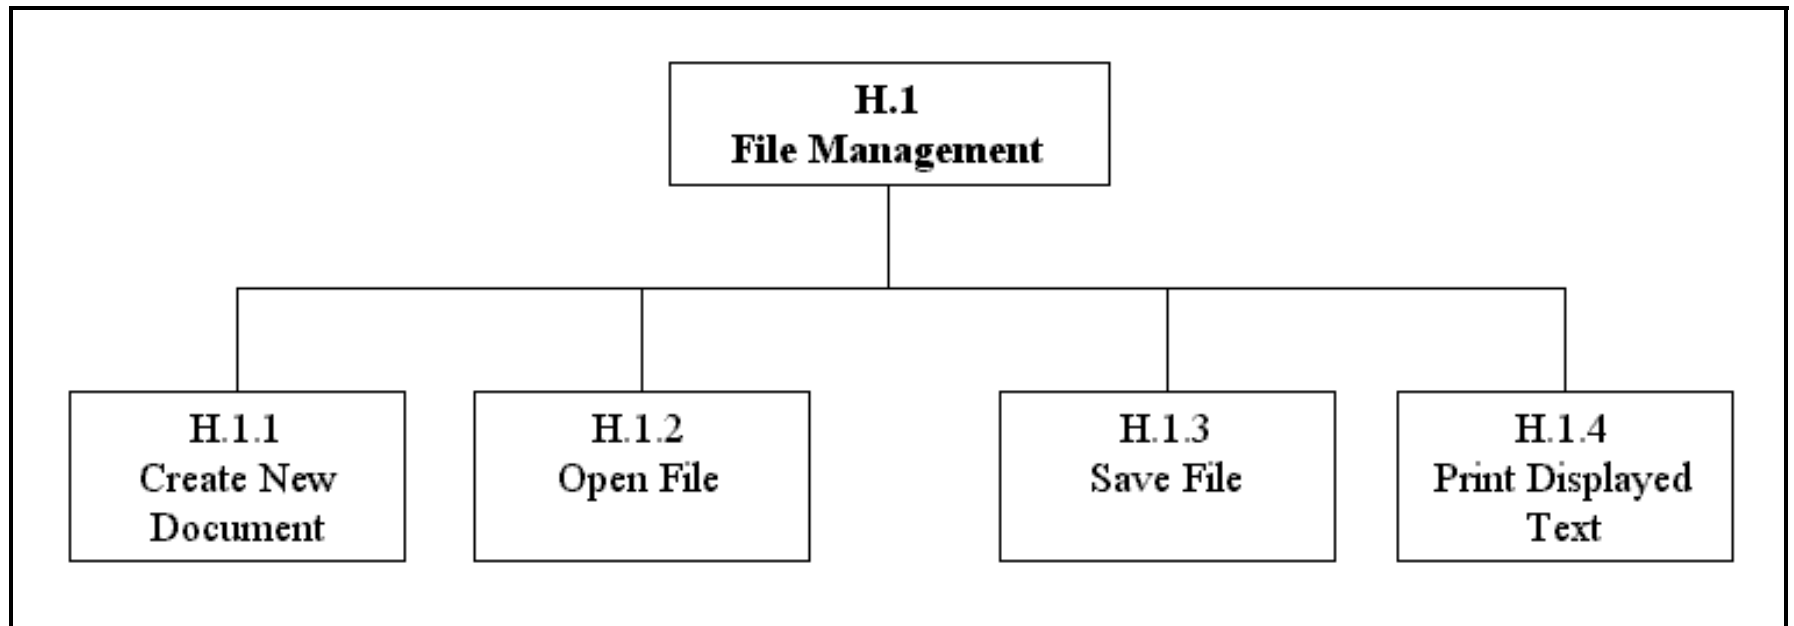 H.1
File Management
H.1.1
Create New
Document
H.1.2
Open File
H.1.3
Save File
H.1.4
Print Displayed
Text